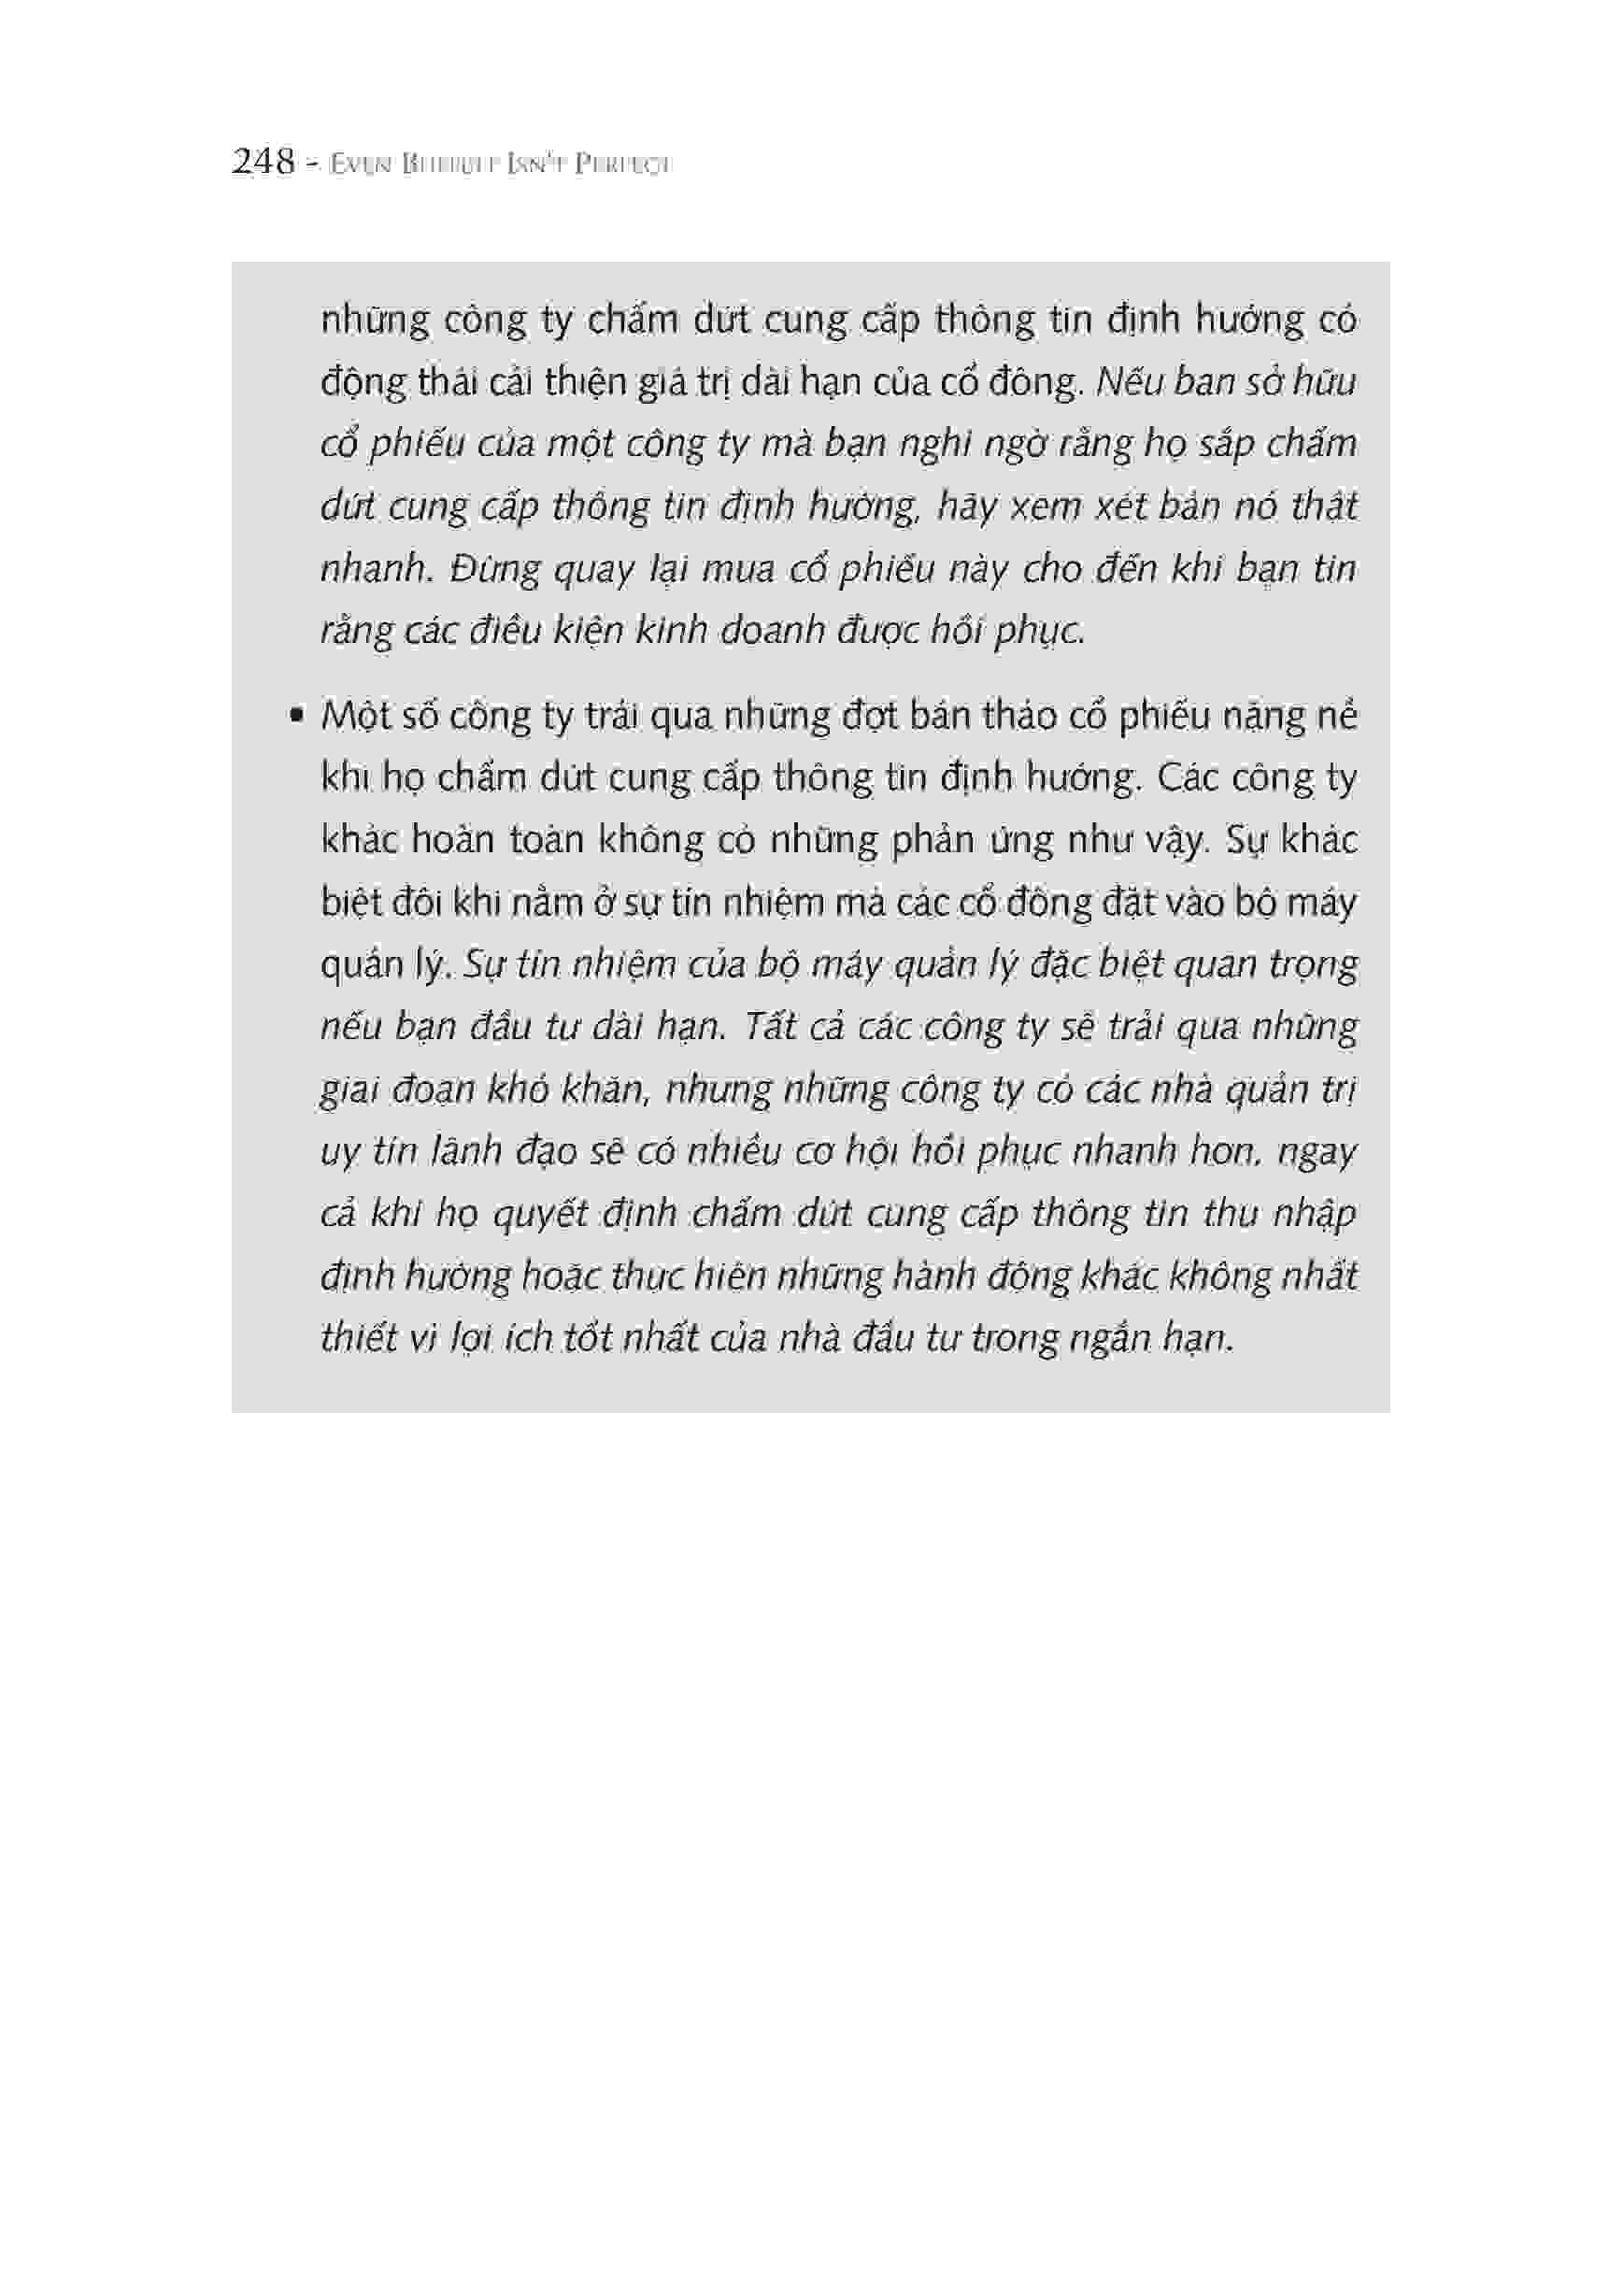 248 - EVEN BUFFETT ISN'T PERFECT
những công ty chấm dứt cung cấp thông tin định hướng có
động thái cải thiện giá trị dài hạn của cổ đông. Nếu bạn sở hữu
cổ phiếu của một công ty mà bạn nghi ngờ rằng họ sắp chấm
dứt cung cấp thông tin định hướng, hãy xem xét bán nó thật
nhanh. Đừng quay lại mua cổ phiếu này cho đến khi bạn tin
rằng các điều kiện kinh doanh được hồi phục.
• Một số công ty trải qua những đợt bán tháo cổ phiếu nặng nề
khi họ chấm dứt cung cấp thông tin định hướng. Các công ty
khác hoàn toàn không có những phản ứng như vậy. Sự khác
biệt đôi khi nằm ở sự tín nhiệm mà các cổ đông đặt vào bộ máy
quản lý. Sự tín nhiệm của bộ máy quản lý đặc biệt quan trọng
nếu bạn đầu tư dài hạn. Tất cả các công ty sẽ trải qua những
giai đoạn khó khăn, nhưng những công ty có các nhà quản trị
uy tín lãnh đạo sẽ có nhiều cơ hội hồi phục nhanh hơn, ngay
cả khi họ quyết định chấm dứt cung cấp thông tin thu nhập
định hướng hoặc thực hiện những hành động khác không nhất
thiết vì lợi ích tốt nhất của nhà đầu tư trong ngắn hạn.